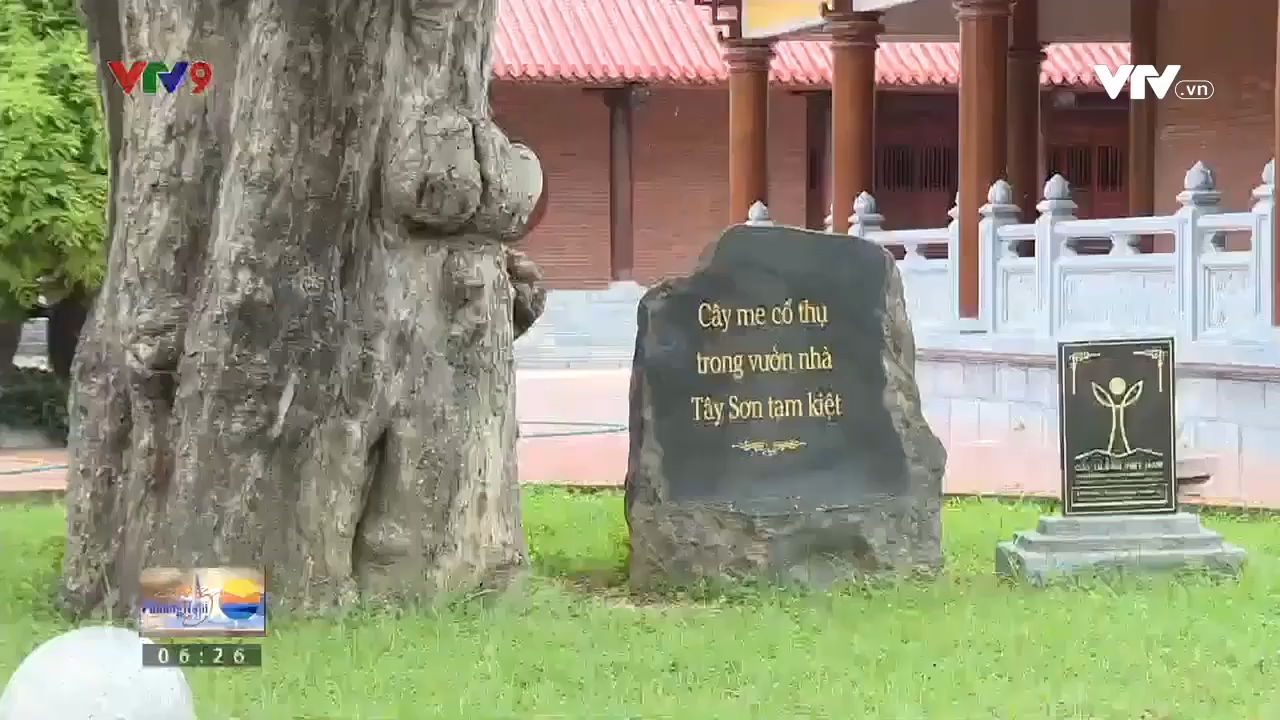 VTV9
VTV.vn
Cây me cổ thụ
trong vườn nhà
Tây Sơn tam kiệt
06:26